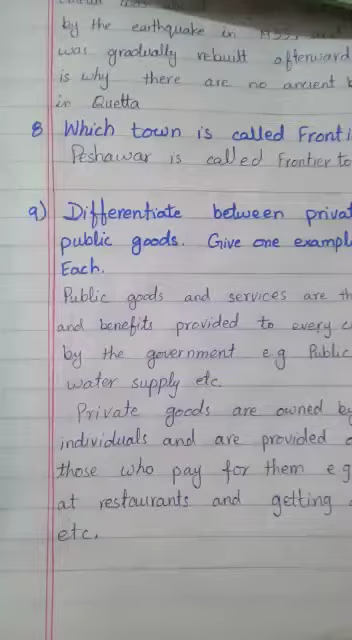 by the earthquake in 1935 and
was gradually rebuilt afterward
is why there are no ancient b
in Quetta
8 Which town is called Fronti
Peshawar is called Frontier to
9) Differentiate between privat
public goods. Give one exampl
Each.
Public goods and services are th
and benefits provided to every c
by the government e.g Public
water supply etc.
Private goods are owned by
individuals and are provided
those who pay for them e.g
at restaurants and getting
etc.